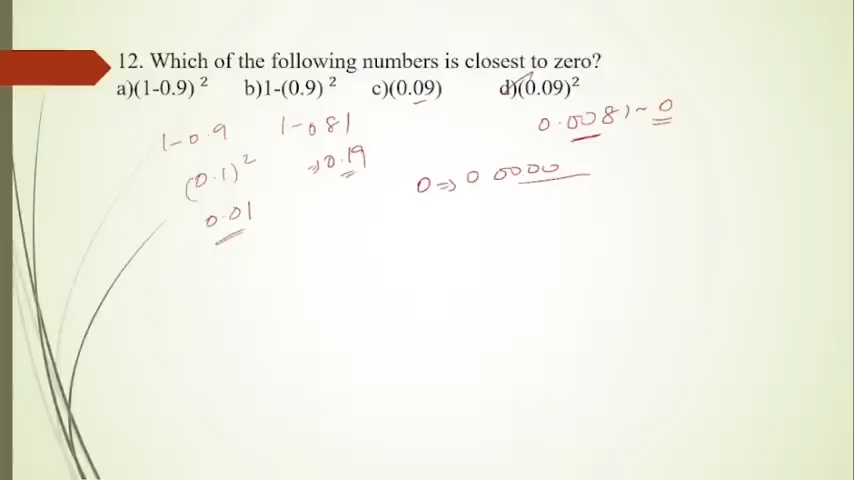 12. Which of the following numbers is closest to zero?
a)(1-0.9) ² b)1-(0.9) ² c)(0.09) d)(0.09)²
1-0.9 1-081 0.0081~0
(0.1)² ⇒0.19 0⇒0 0000
0.01